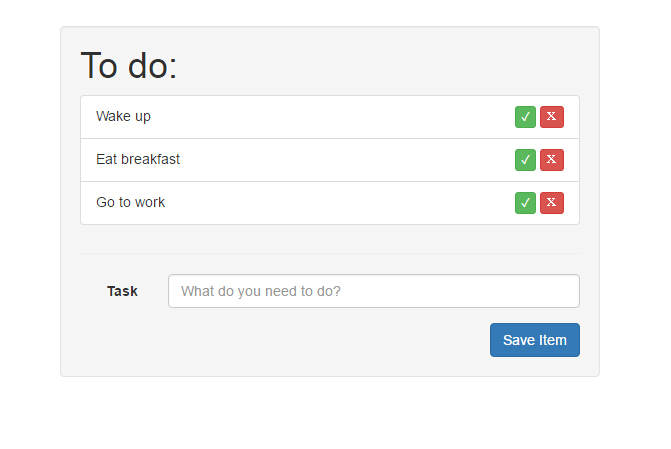 To do:
Wake up ✓ X
Eat breakfast ✓ X
Go to work ✓ X
Task What do you need to do?
Save Item